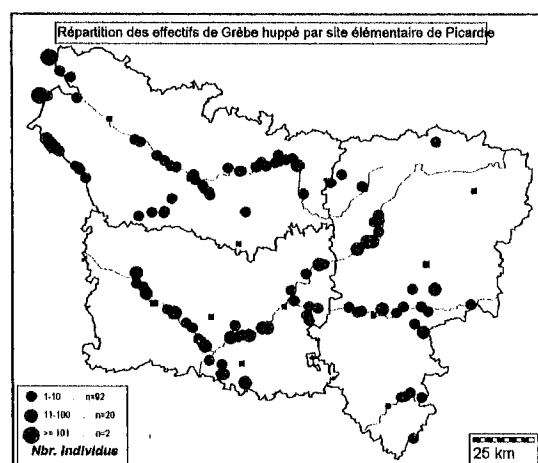 Répartition des effectifs de Grèbe huppé par site élémentaire de Picardie
1-10 . n=92
11-100 . n=20
>= 101 . n=2
Nbr. Individus
25 km